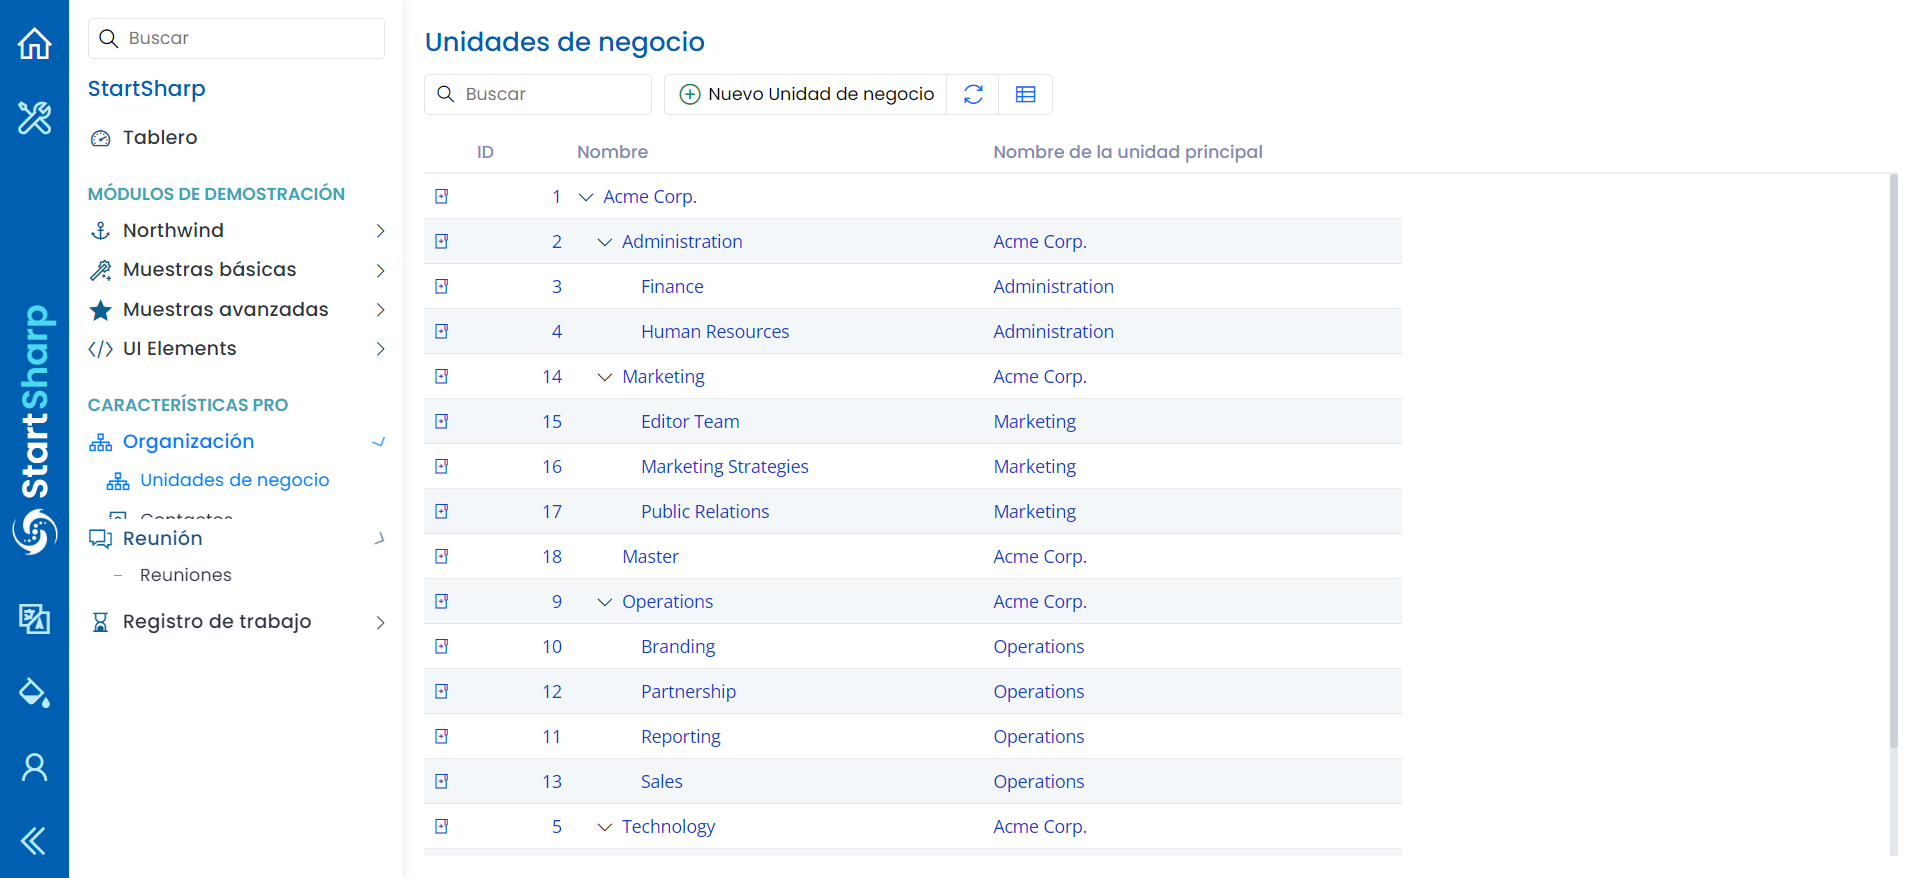 Buscar
StartSharp
Tablero
MÓDULOS DE DEMOSTRACIÓN
Northwind
Muestras básicas
Muestras avanzadas
UI Elements
CARACTERÍSTICAS PRO
Organización
Unidades de negocio
Contactos
Reunión
Reuniones
Registro de trabajo
StartSharp
Unidades de negocio
Buscar
Nuevo Unidad de negocio
ID Nombre Nombre de la unidad principal
1 Acme Corp.
2 Administration Acme Corp.
3 Finance Administration
4 Human Resources Administration
14 Marketing Acme Corp.
15 Editor Team Marketing
16 Marketing Strategies Marketing
17 Public Relations Marketing
18 Master Acme Corp.
9 Operations Acme Corp.
10 Branding Operations
12 Partnership Operations
11 Reporting Operations
13 Sales Operations
5 Technology Acme Corp.